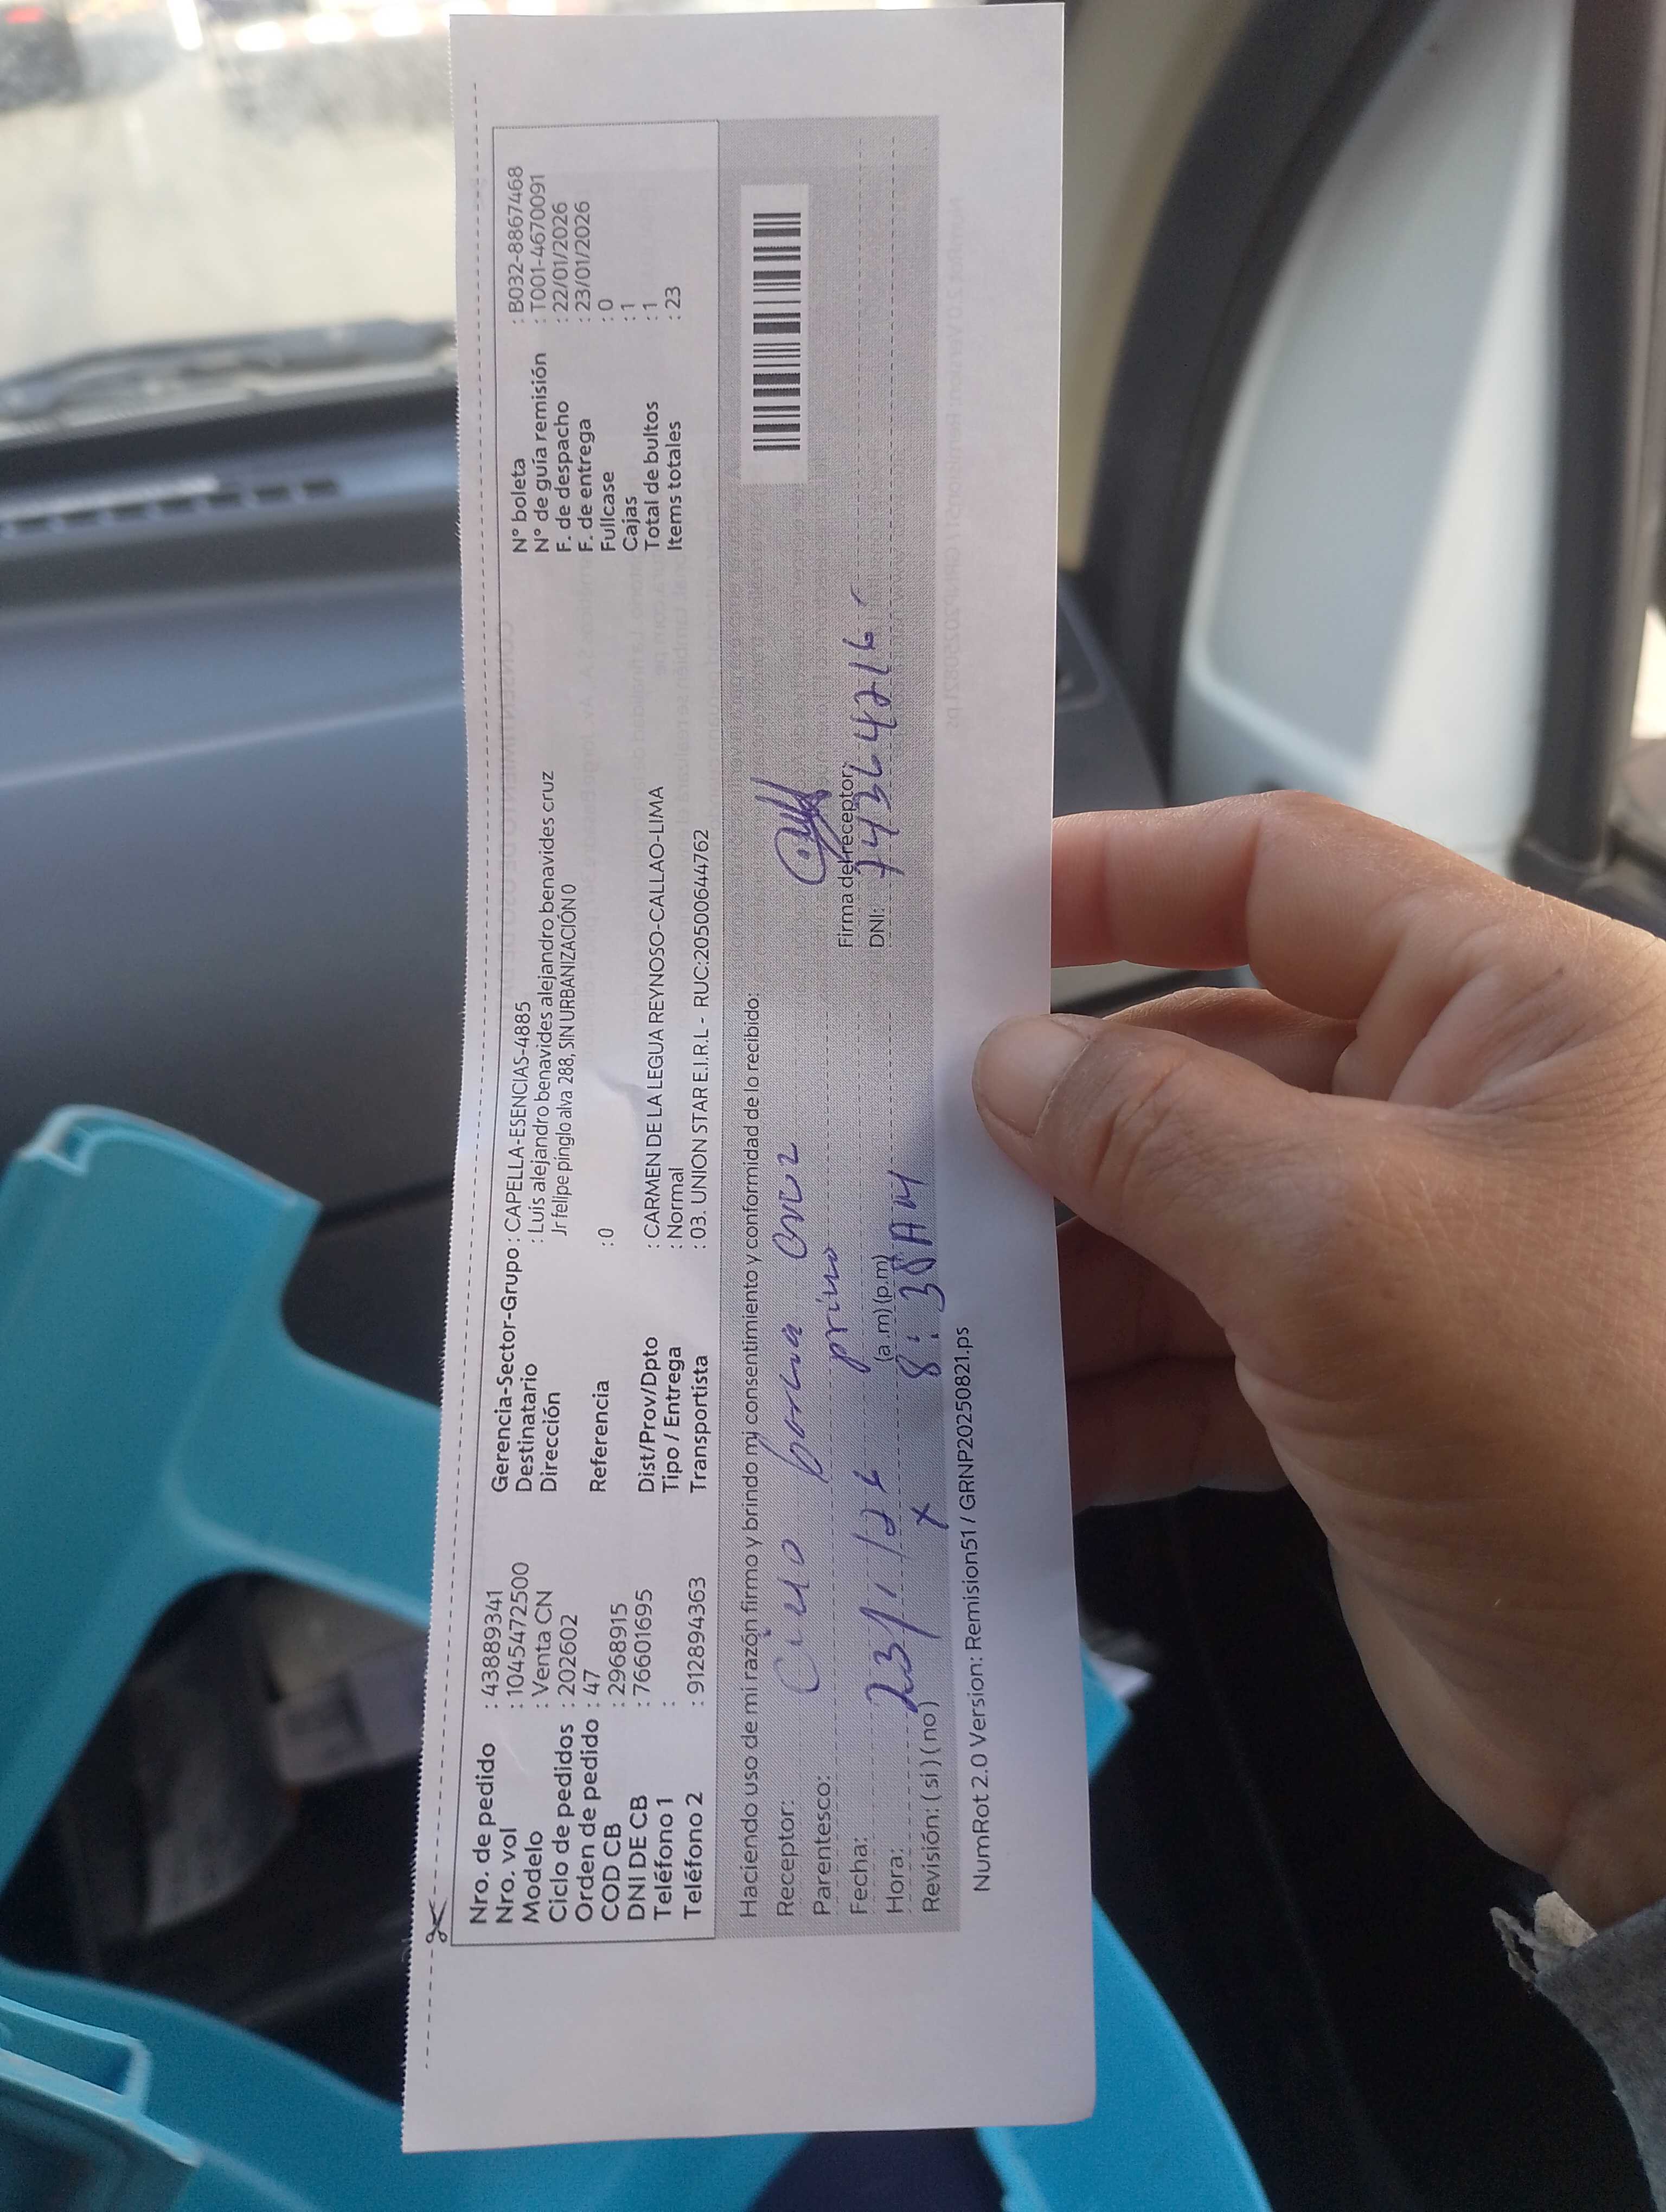 Nro. de pedido : 43889341
Nro. vol : 1045472500
Modelo : Venta CN
Ciclo de pedidos : 202602
Orden de pedido : 47
COD CB : 2968915
DNI DE CB : 76601695
Teléfono 1 :
Teléfono 2 : 912894363
Gerencia-Sector-Grupo : CAPELLA-ESENCIAS-4885
Destinatario : Luis alejandro benavides alejandro benavides cruz
Dirección Jr felipe pinglo alva 288, SIN URBANIZACIÓN 0
Referencia : 0
Dist/Prov/Dpto : CARMEN DE LA LEGUA REYNOSO-CALLAO-LIMA
Tipo / Entrega : Normal
Transportista : 03. UNION STAR E.I.R.L - RUC:20500644762
N° boleta : B032-8867468
N° de guía remisión : T001-4670091
F. de despacho : 22/01/2026
F. de entrega : 23/01/2026
Fullcase : 0
Cajas : 1
Total de bultos : 1
Items totales : 23
Haciendo uso de mi razón firmo y brindo mi consentimiento y conformidad de lo recibido:
Receptor:
Parentesco: primo
Fecha: 23/1/26
Hora: (a.m) (p.m) 8:38 AM
Revisión: ( si ) ( no ) X
Firma del receptor
DNI: 74364216
NumRot 2.0 Version: Remision51 / GRNP20250821.ps